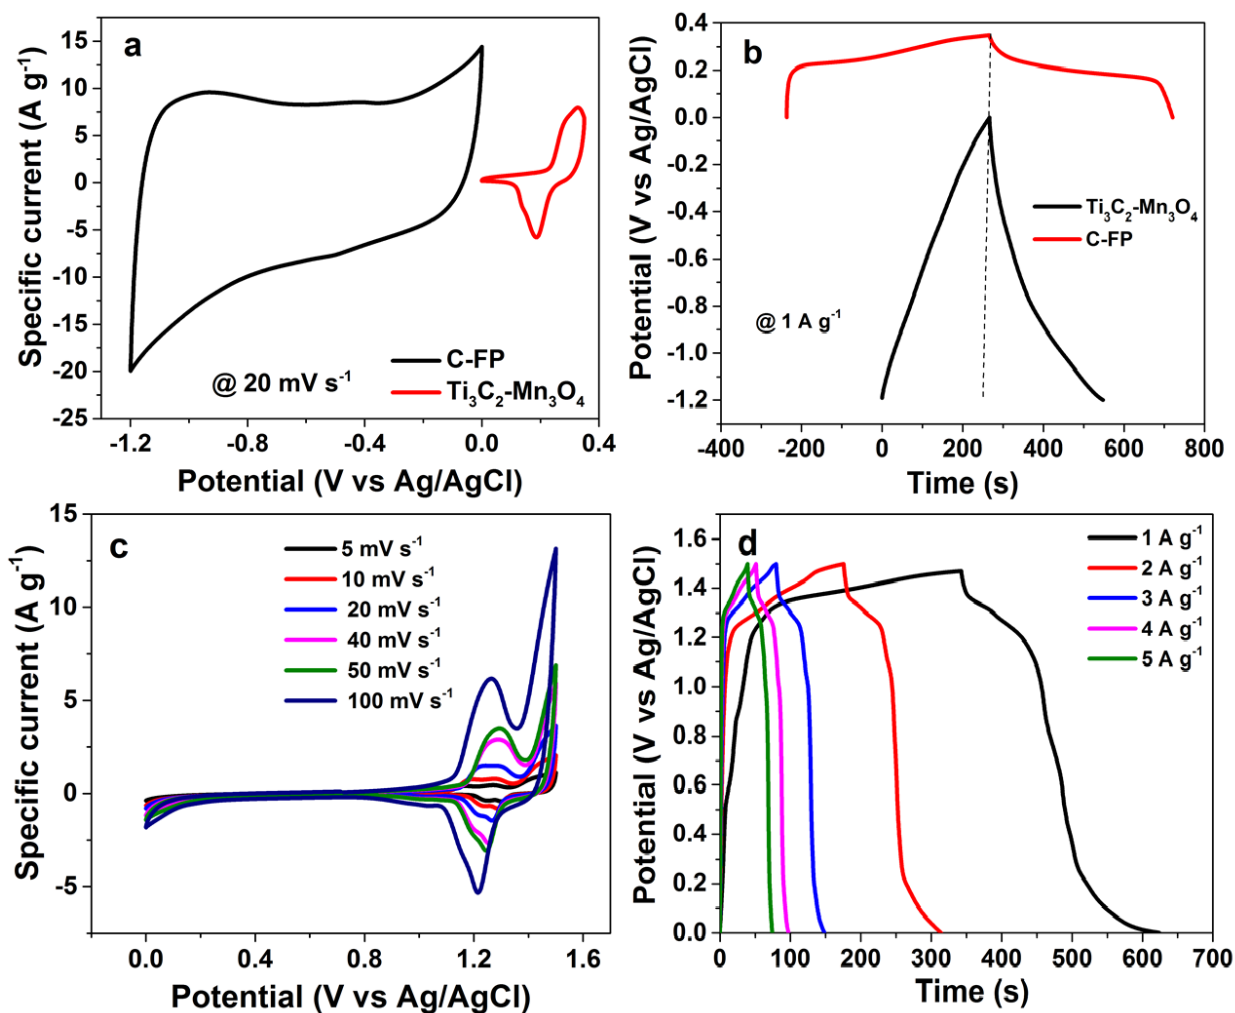 a
Specific current (A g⁻¹)
15
10
5
0
-5
-10
-15
-20
-25
@ 20 mV s⁻¹
C-FP
Ti₃C₂-Mn₃O₄
-1.2
-0.8
-0.4
0.0
0.4
Potential (V vs Ag/AgCl)
b
Potential (V vs Ag/AgCl)
0.4
0.2
0.0
-0.2
-0.4
-0.6
-0.8
-1.0
-1.2
-1.4
Ti₃C₂-Mn₃O₄
C-FP
@ 1 A g⁻¹
-400
-200
0
200
400
600
800
Time (s)
c
Specific current (A g⁻¹)
15
10
5
0
-5
5 mV s⁻¹
10 mV s⁻¹
20 mV s⁻¹
40 mV s⁻¹
50 mV s⁻¹
100 mV s⁻¹
0.0
0.4
0.8
1.2
1.6
Potential (V vs Ag/AgCl)
d
Potential (V vs Ag/AgCl)
1.6
1.4
1.2
1.0
0.8
0.6
0.4
0.2
0.0
1 A g⁻¹
2 A g⁻¹
3 A g⁻¹
4 A g⁻¹
5 A g⁻¹
0
100
200
300
400
500
600
700
Time (s)